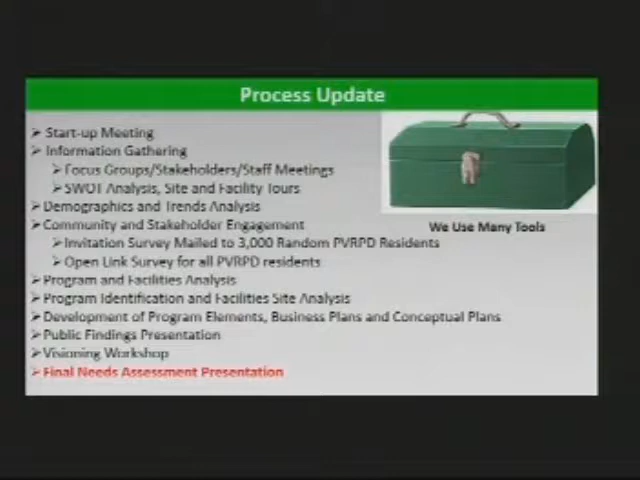 Process Update
Start-up Meeting
Information Gathering
Focus Groups/Stakeholders/Staff Meetings
SWOT Analysis, Site and Facility Tours
Demographics and Trends Analysis
Community and Stakeholder Engagement
We Use Many Tools
Invitation Survey Mailed to 3,000 Random PVRPD Residents
Open Link Survey for all PVRPD residents
Program and Facilities Analysis
Program Identification and Facilities Site Analysis
Development of Program Elements, Business Plans and Conceptual Plans
Public Findings Presentation
Visioning Workshop
Final Needs Assessment Presentation